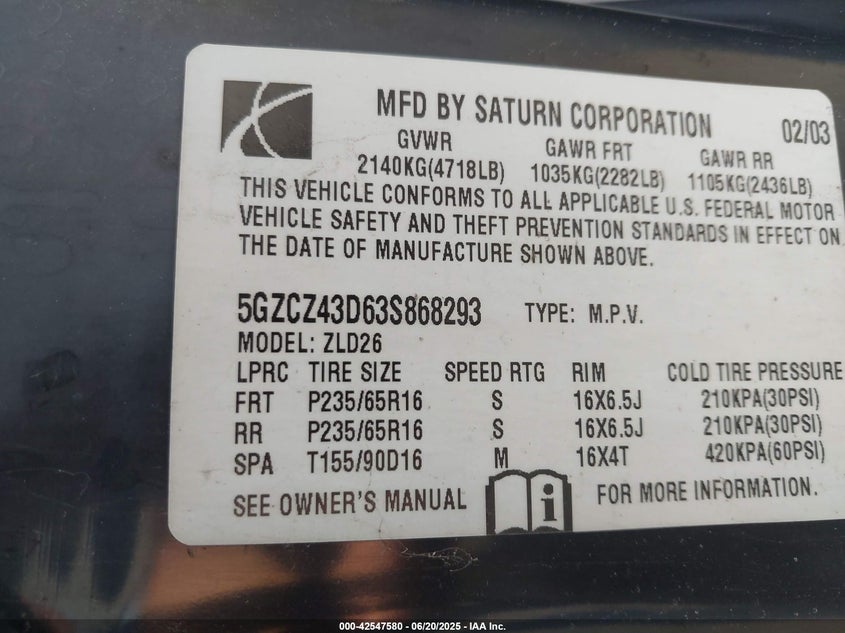 MFD BY SATURN CORPORATION 02/03
GVWR GAWR FRT GAWR RR
2140KG(4718LB) 1035KG(2282LB) 1105KG(2436LB)
THIS VEHICLE CONFORMS TO ALL APPLICABLE U.S. FEDERAL MOTOR
VEHICLE SAFETY AND THEFT PREVENTION STANDARDS IN EFFECT ON
THE DATE OF MANUFACTURE SHOWN ABOVE.
5GZCZ43D63S868293 TYPE: M.P.V.
MODEL: ZLD26
LPRC TIRE SIZE SPEED RTG RIM COLD TIRE PRESSURE
FRT P235/65R16 S 16X6.5J 210KPA(30PSI)
RR P235/65R16 S 16X6.5J 210KPA(30PSI)
SPA T155/90D16 M 16X4T 420KPA(60PSI)
SEE OWNER'S MANUAL i FOR MORE INFORMATION.
000-42547580 - 06/20/2025 - IAA Inc.